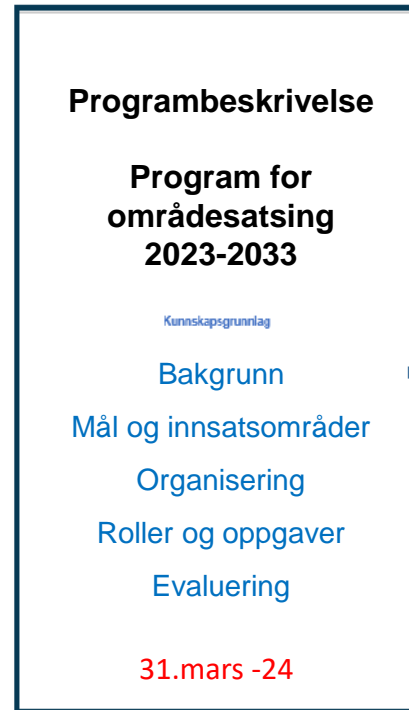 Programbeskrivelse
Program for
områdesatsing
2023-2033
Kunnskapsgrunnlag
Bakgrunn
Mål og innsatsområder
Organisering
Roller og oppgaver
Evaluering
31.mars -24